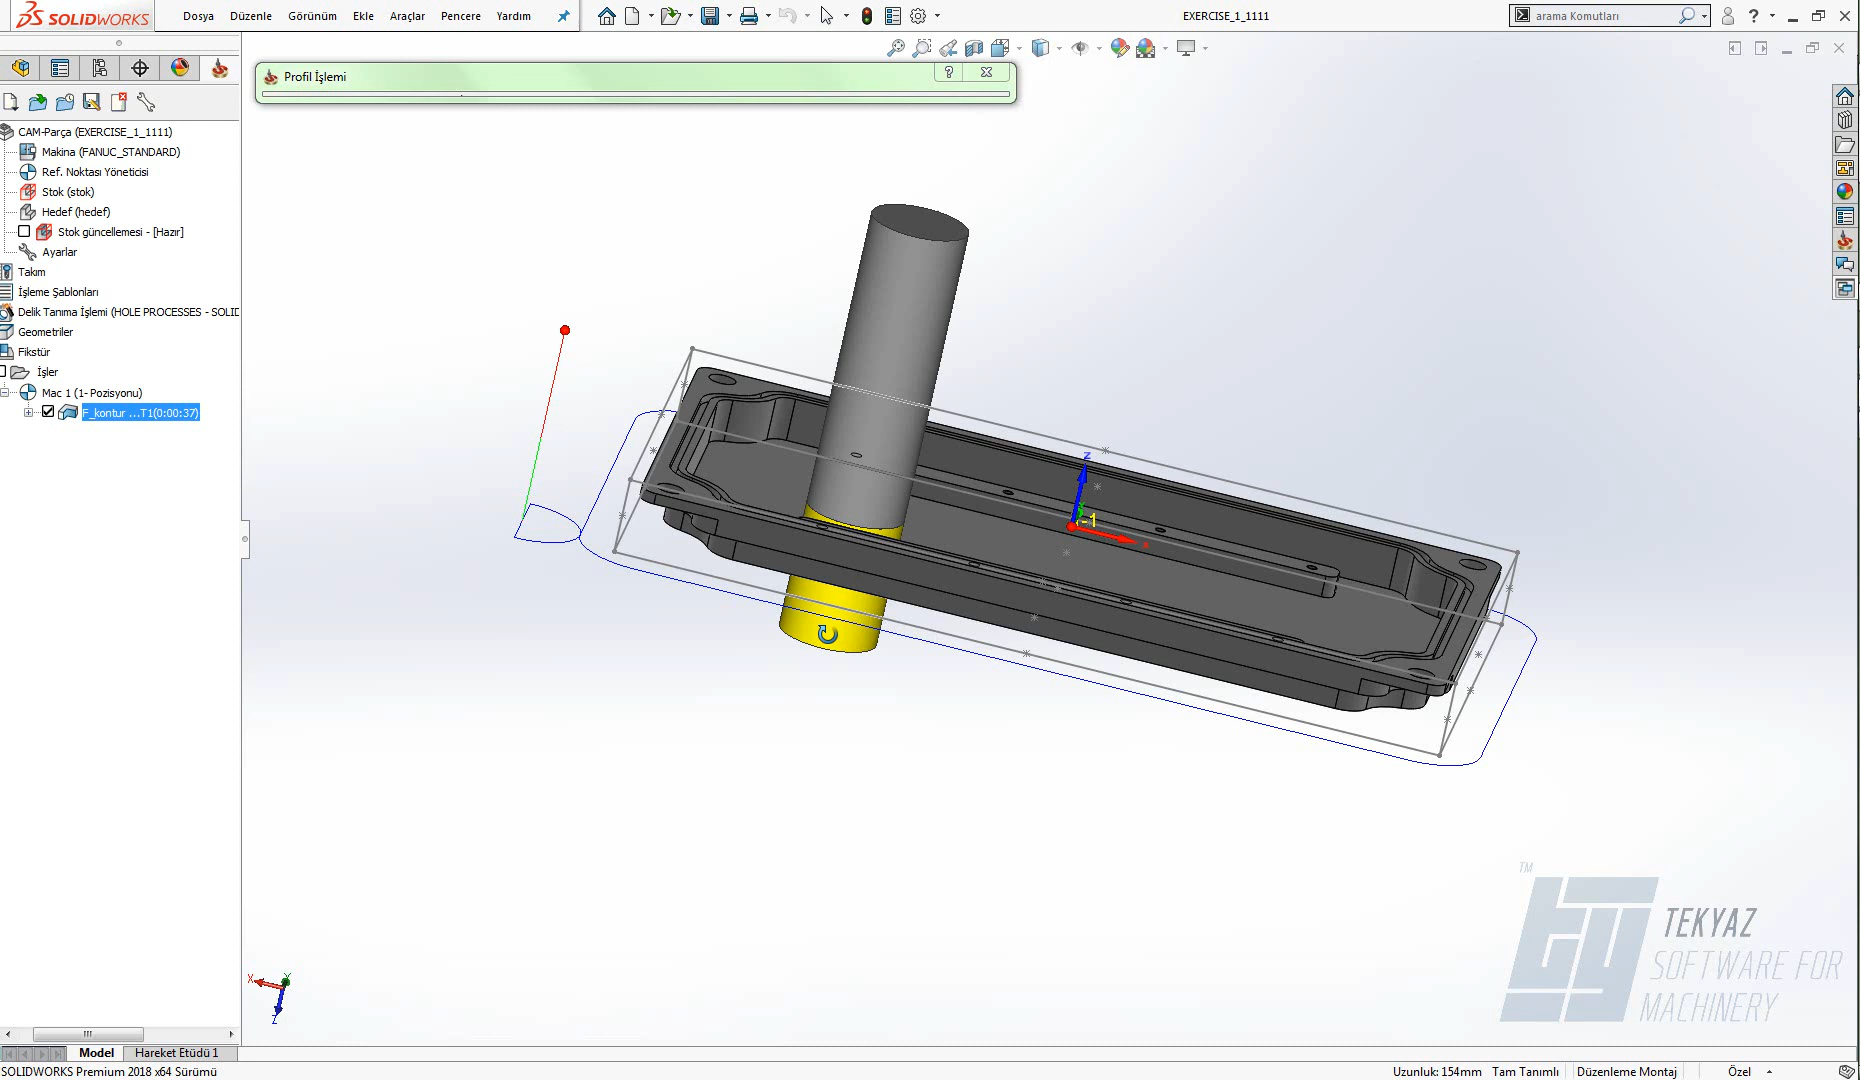 SOLIDWORKS Dosya Düzenle Görünüm Ekle Araçlar Pencere Yardım EXERCISE_1_1111 arama Komutları
Profil İşlemi
CAM-Parça (EXERCISE_1_1111)
Makina (FANUC_STANDARD)
Ref. Noktası Yöneticisi
Stok (stok)
Hedef (hedef)
Stok güncellemesi - [Hazır]
Ayarlar
Takım
İşleme Şablonları
Delik Tanıma İşlemi (HOLE PROCESSES - SOLID
Geometriler
Fikstür
İşler
Mac 1 (1- Pozisyonu)
F_kontur ...T1(0:00:37)
Z
-1
X Y
Z
TM
TEKYAZ
SOFTWARE FOR
MACHINERY
Model Hareket Etüdü 1
SOLIDWORKS Premium 2018 x64 Sürümü Uzunluk: 154mm Tam Tanımlı Düzenleme Montaj Özel